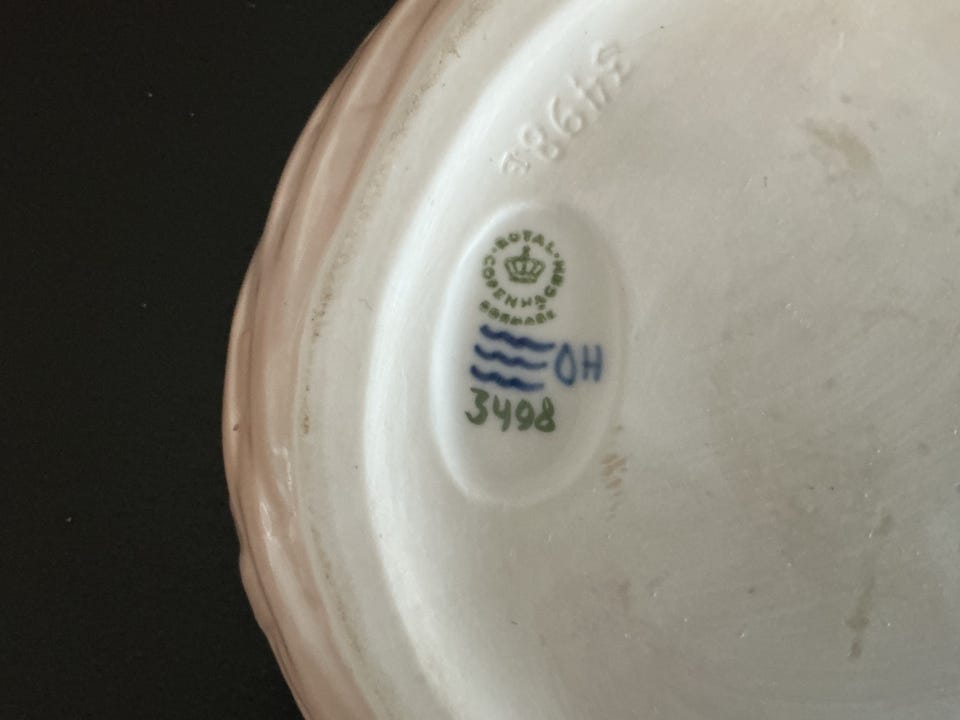 3498
ROYAL COPENHAGEN
DENMARK
OH
3498